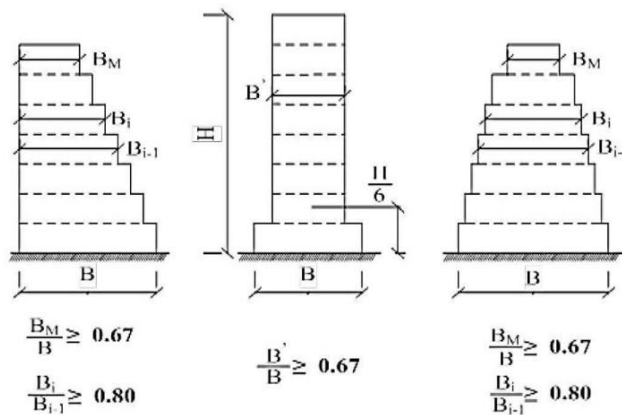 B_M
B_i
B_{i-1}
B
B_M/B ≥ 0.67
B_i/B_{i-1} ≥ 0.80
H
B'
H/6
B
B'/B ≥ 0.67
B_M
B_i
B_{i-
B
B_M/B ≥ 0.67
B_i/B_{i-1} ≥ 0.80